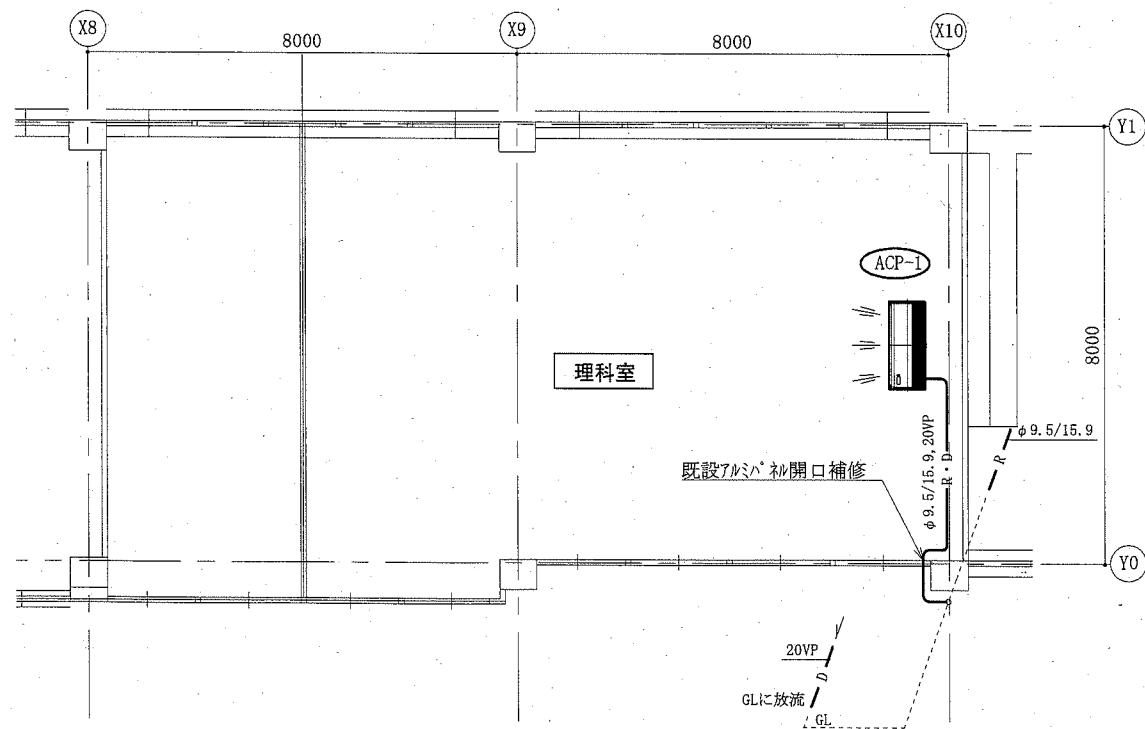 X8
X9
X10
8000
8000
Y1
ACP-1
8000
理科室
φ9.5/15.9
R
φ9.5/15.9,20VP
R・D
既設アルミパネル開口補修
Y0
20VP
D
GLに放流
GL